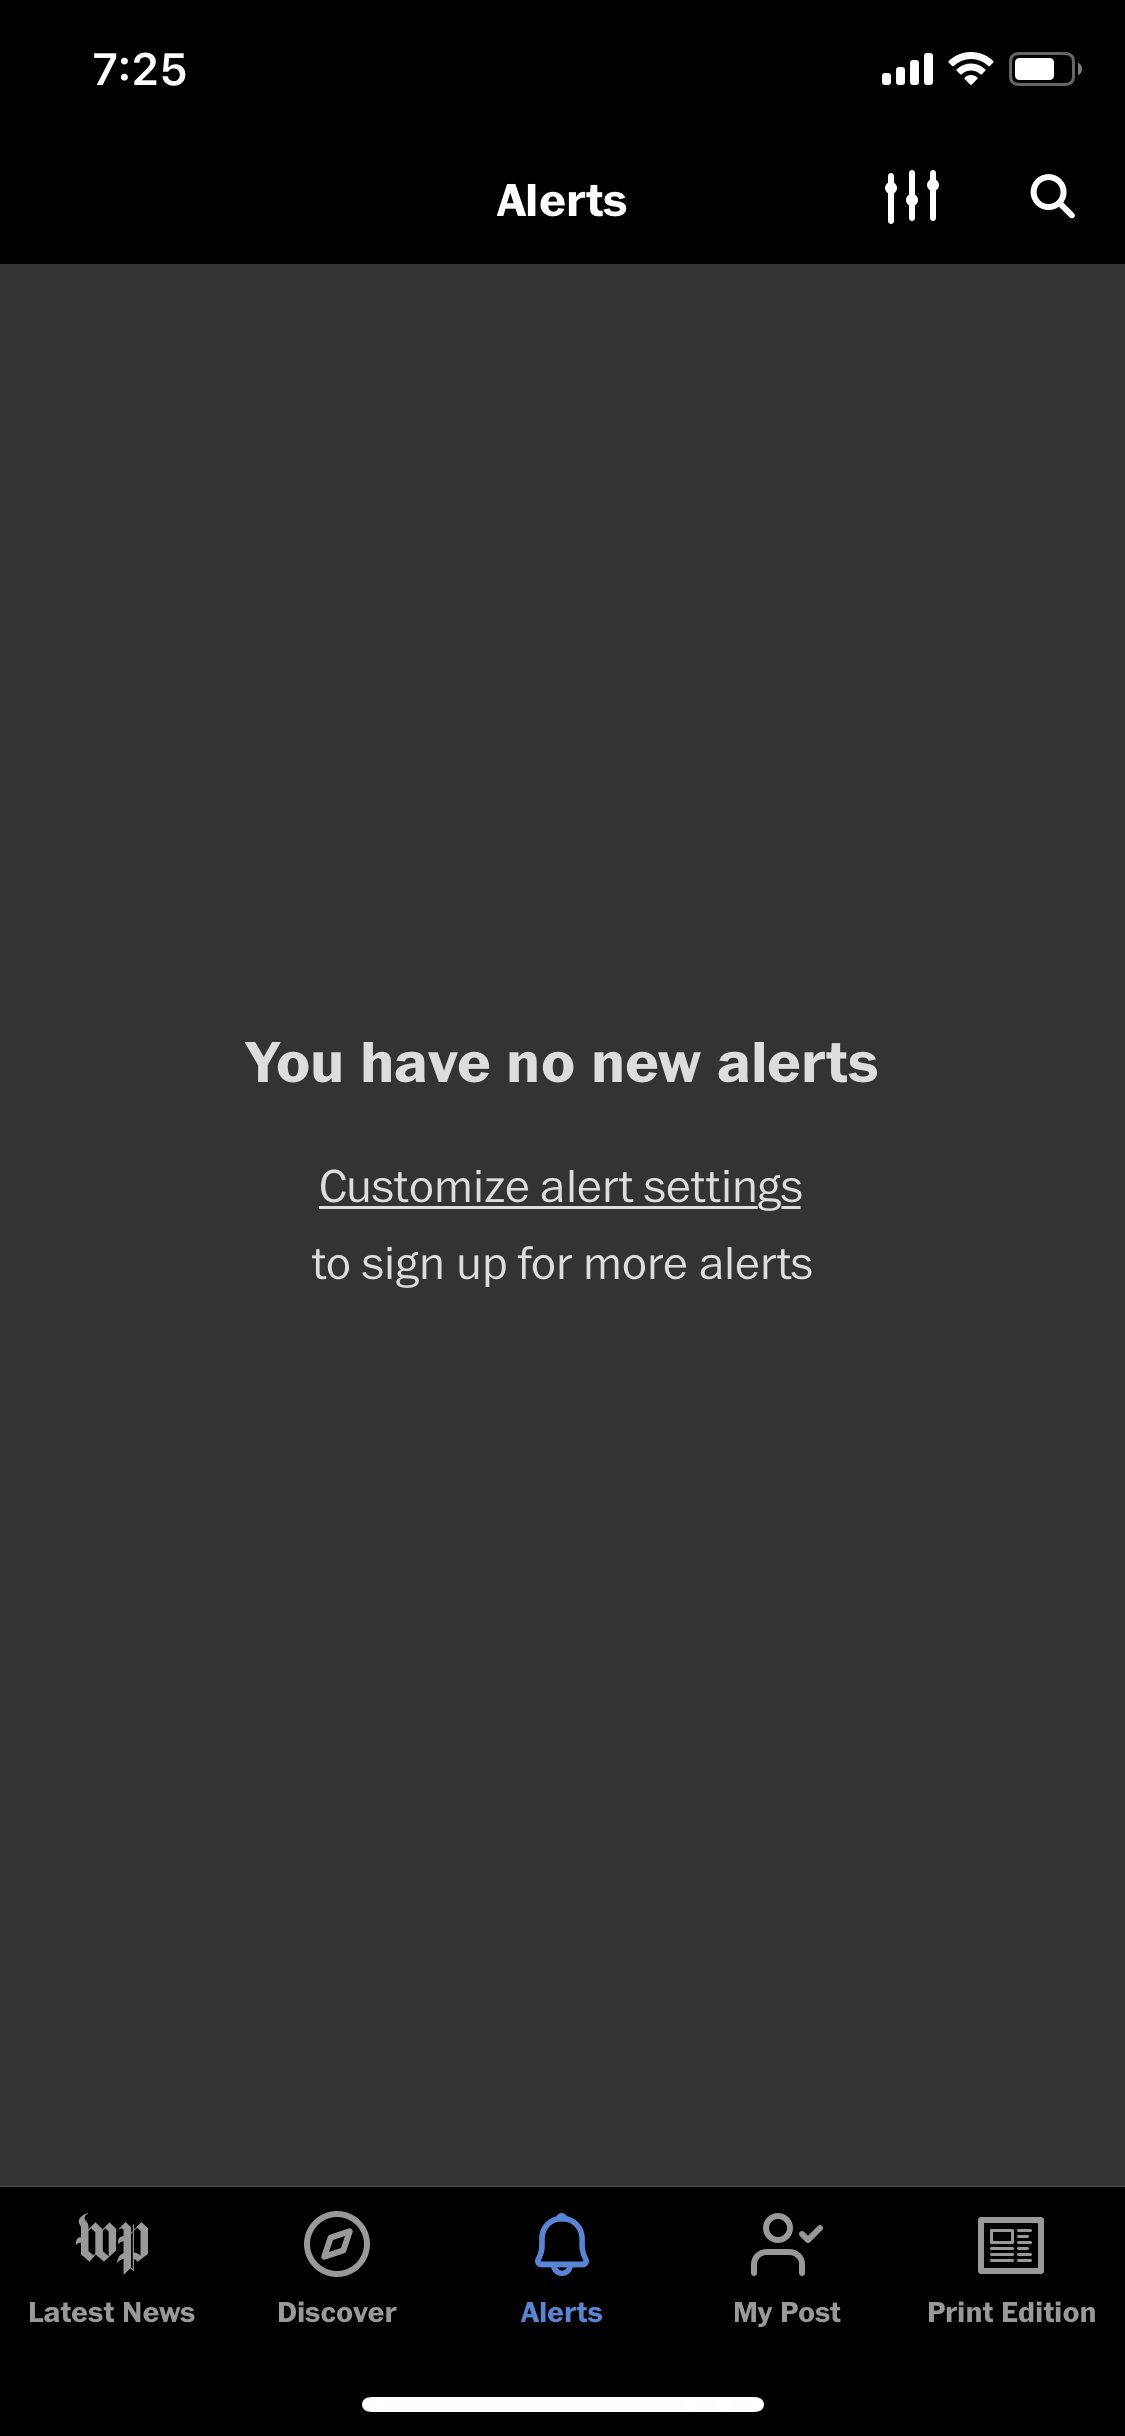 7:25
Alerts
You have no new alerts
Customize alert settings
to sign up for more alerts
wp
Latest News
Discover
Alerts
My Post
Print Edition